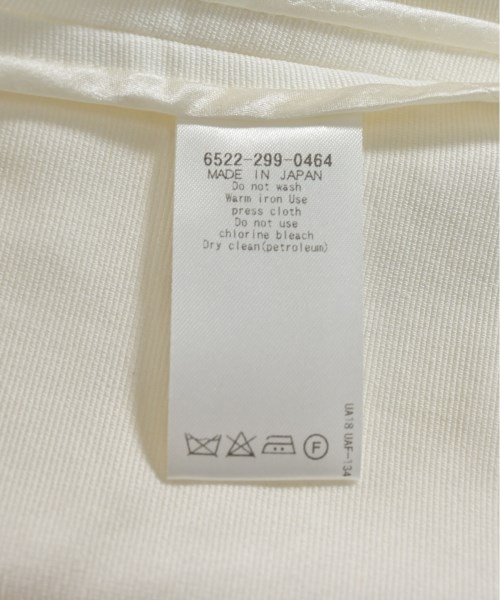 6522-299-0464
MADE IN JAPAN
Do not wash
Warm iron Use
press cloth
Do not use
chlorine bleach
Dry clean(petroleum)
F
UA18 UAF-134